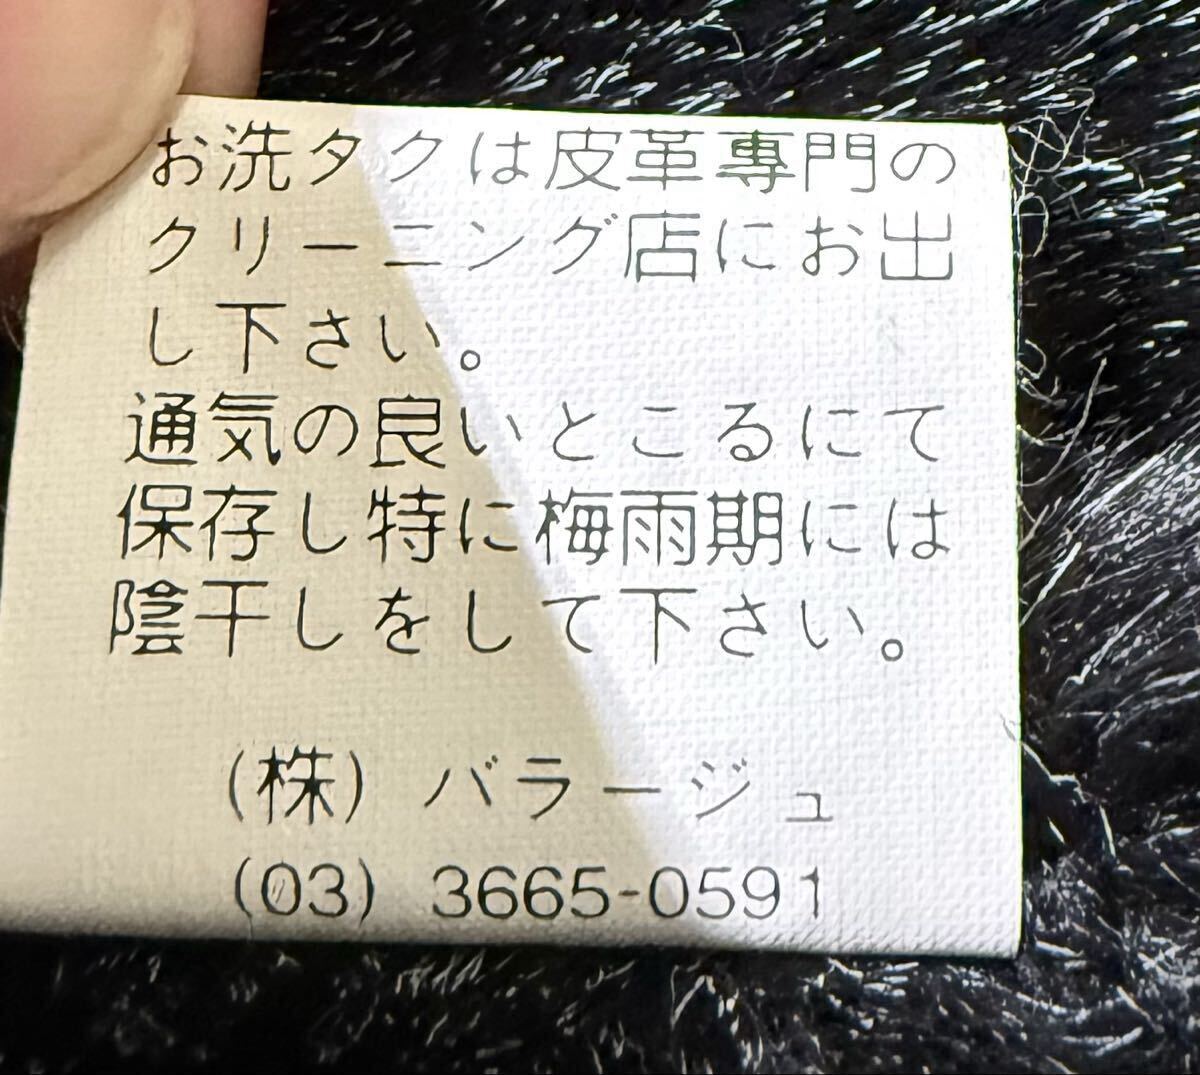 お洗タクは皮革専門の
クリーニング店にお出
し下さい。
通気の良いところにて
保存し特に梅雨期には
陰干しをして下さい。
(株) バラージュ
(03) 3665-0591